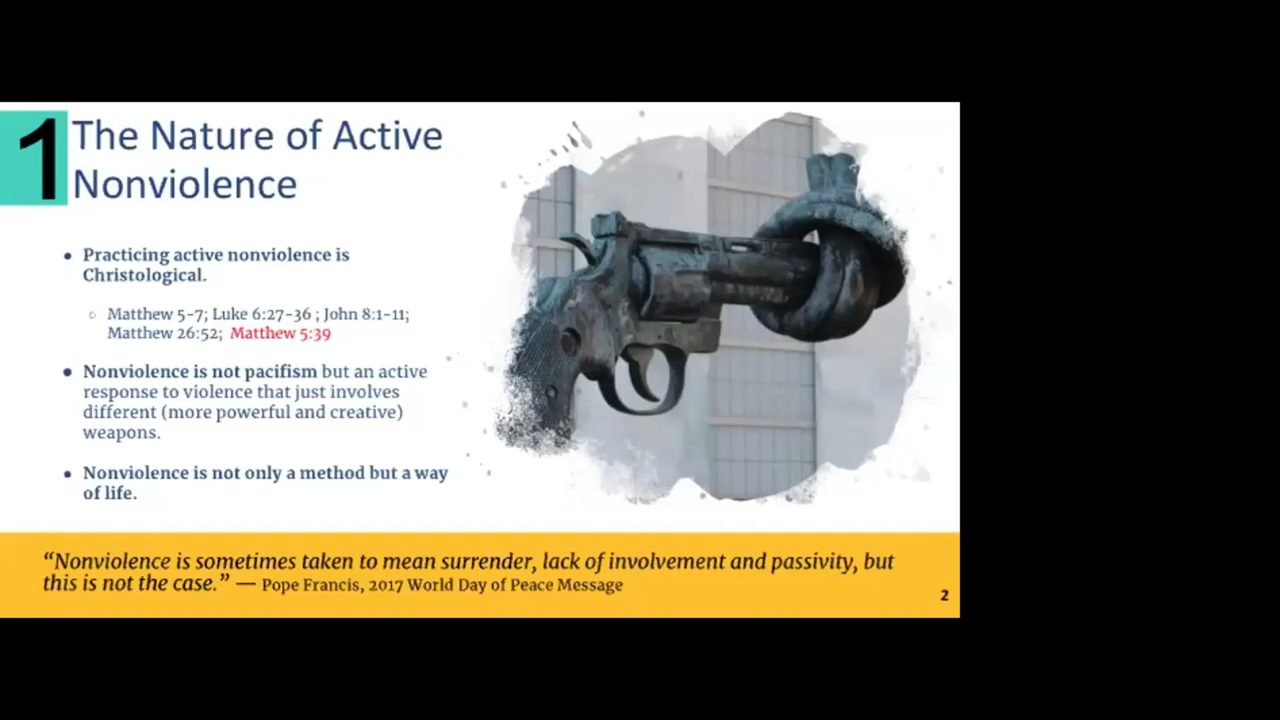 1
The Nature of Active
Nonviolence
• Practicing active nonviolence is
Christological.
○ Matthew 5-7; Luke 6:27-36 ; John 8:1-11;
Matthew 26:52; Matthew 5:39
• Nonviolence is not pacifism but an active
response to violence that just involves
different (more powerful and creative)
weapons.
• Nonviolence is not only a method but a way
of life.
“Nonviolence is sometimes taken to mean surrender, lack of involvement and passivity, but
this is not the case.” — Pope Francis, 2017 World Day of Peace Message
2